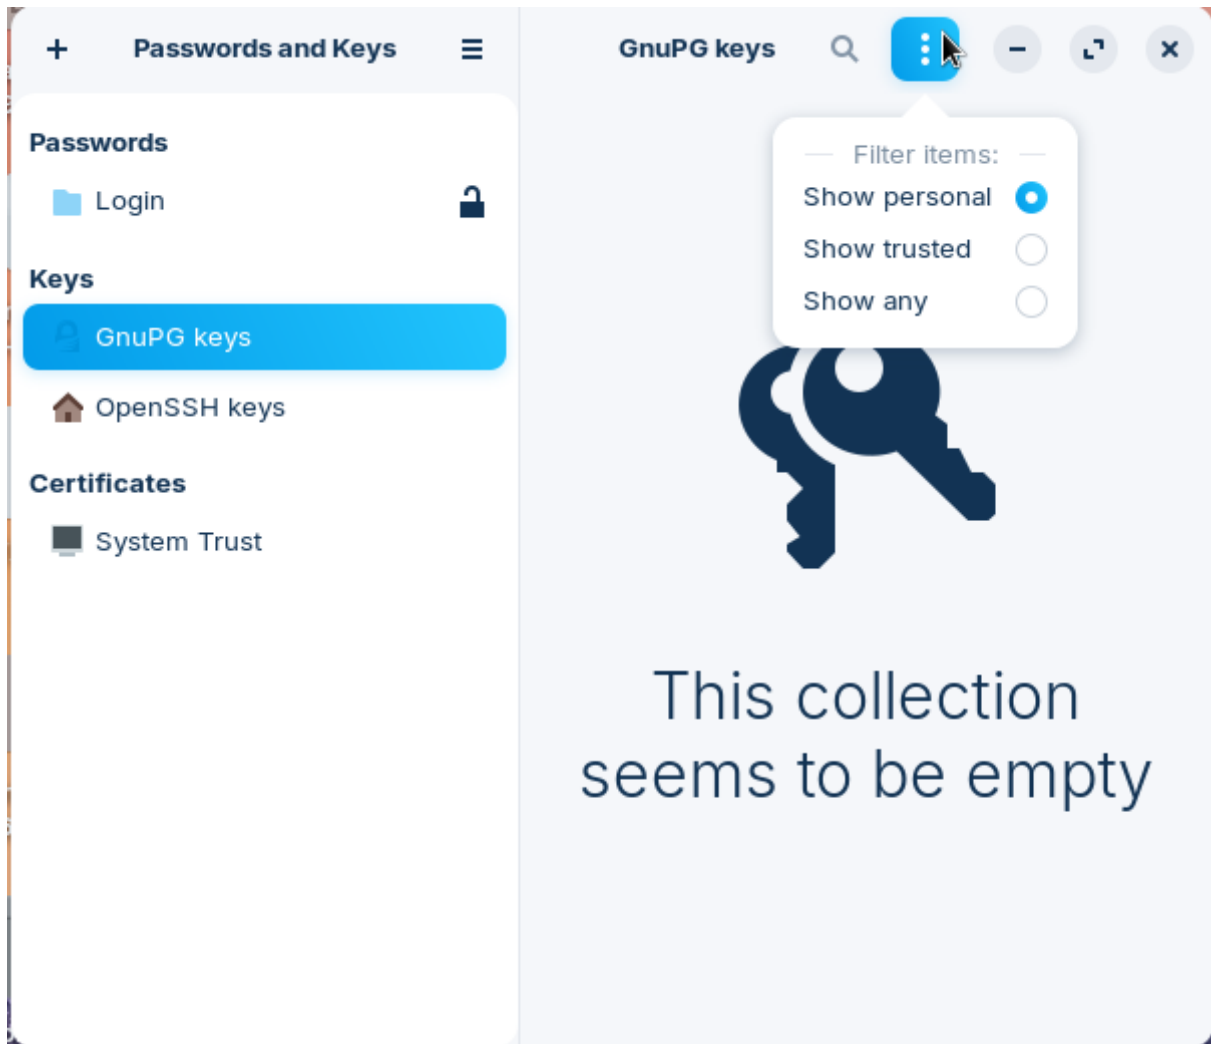 Passwords and Keys
GnuPG keys
Passwords
Login
Keys
GnuPG keys
OpenSSH keys
Certificates
System Trust
Filter items:
Show personal
Show trusted
Show any
This collection
seems to be empty